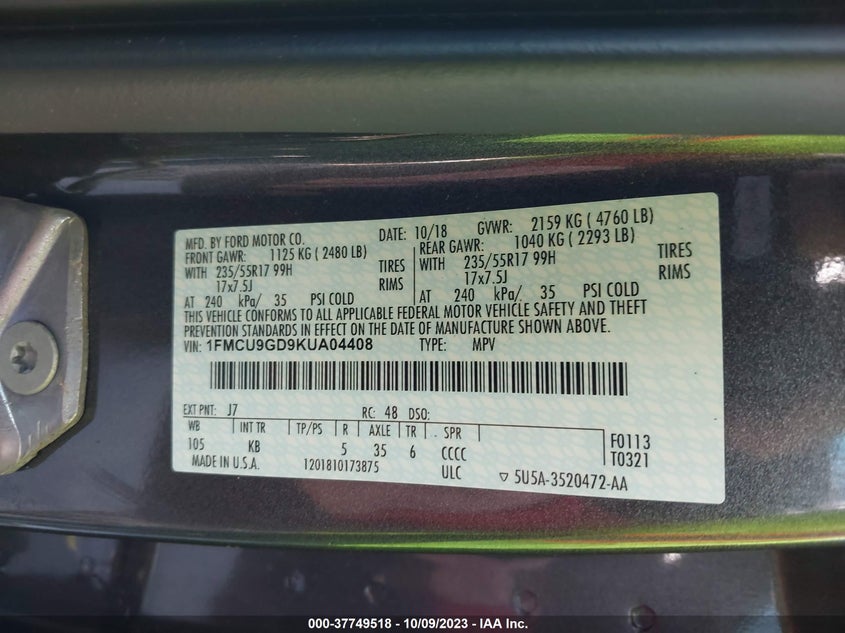 MFD. BY FORD MOTOR CO.
DATE: 10/18 GVWR: 2159 KG ( 4760 LB)
FRONT GAWR: 1125 KG ( 2480 LB)
REAR GAWR: 1040 KG ( 2293 LB)
WITH 235/55R17 99H TIRES
WITH 235/55R17 99H TIRES
17x7.5J RIMS
17x7.5J RIMS
AT 240 kPa/ 35 PSI COLD
AT 240 kPa/ 35 PSI COLD
THIS VEHICLE CONFORMS TO ALL APPLICABLE FEDERAL MOTOR VEHICLE SAFETY AND THEFT
PREVENTION STANDARDS IN EFFECT ON THE DATE OF MANUFACTURE SHOWN ABOVE.
VIN: 1FMCU9GD9KUA04408 TYPE: MPV
EXT PNT: J7 RC: 48 DSO:
WB INT TR TP/PS R AXLE TR SPR
105 KB 5 35 6 CCCC
F0113
T0321
MADE IN U.S.A. 1201810173875 ULC ▽ 5U5A-3520472-AA
000-37749518 - 10/09/2023 - IAA Inc.